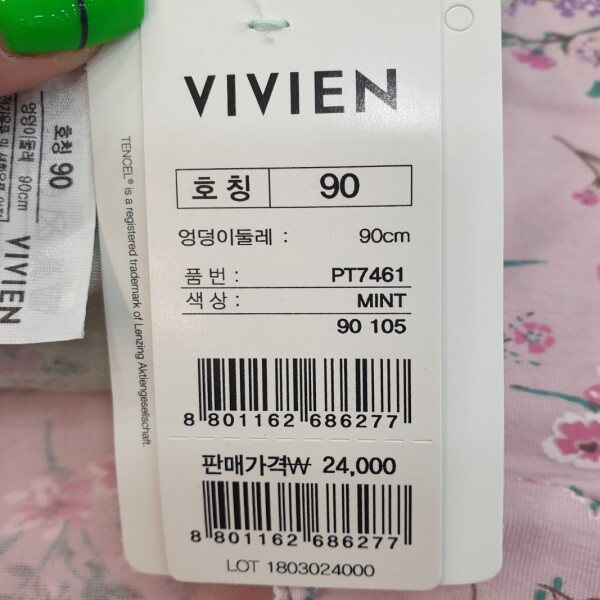 VIVIEN
호칭 90
엉덩이둘레 : 90cm
품번 : PT7461
색상 : MINT
90 105
8 801162 686277
판매가격₩ 24,000
8 801162 686277
LOT 1803024000
TENCEL® is a registered trademark of Lenzing Aktiengesellschaft.
호칭 90
엉덩이둘레 90cm
VIVIEN